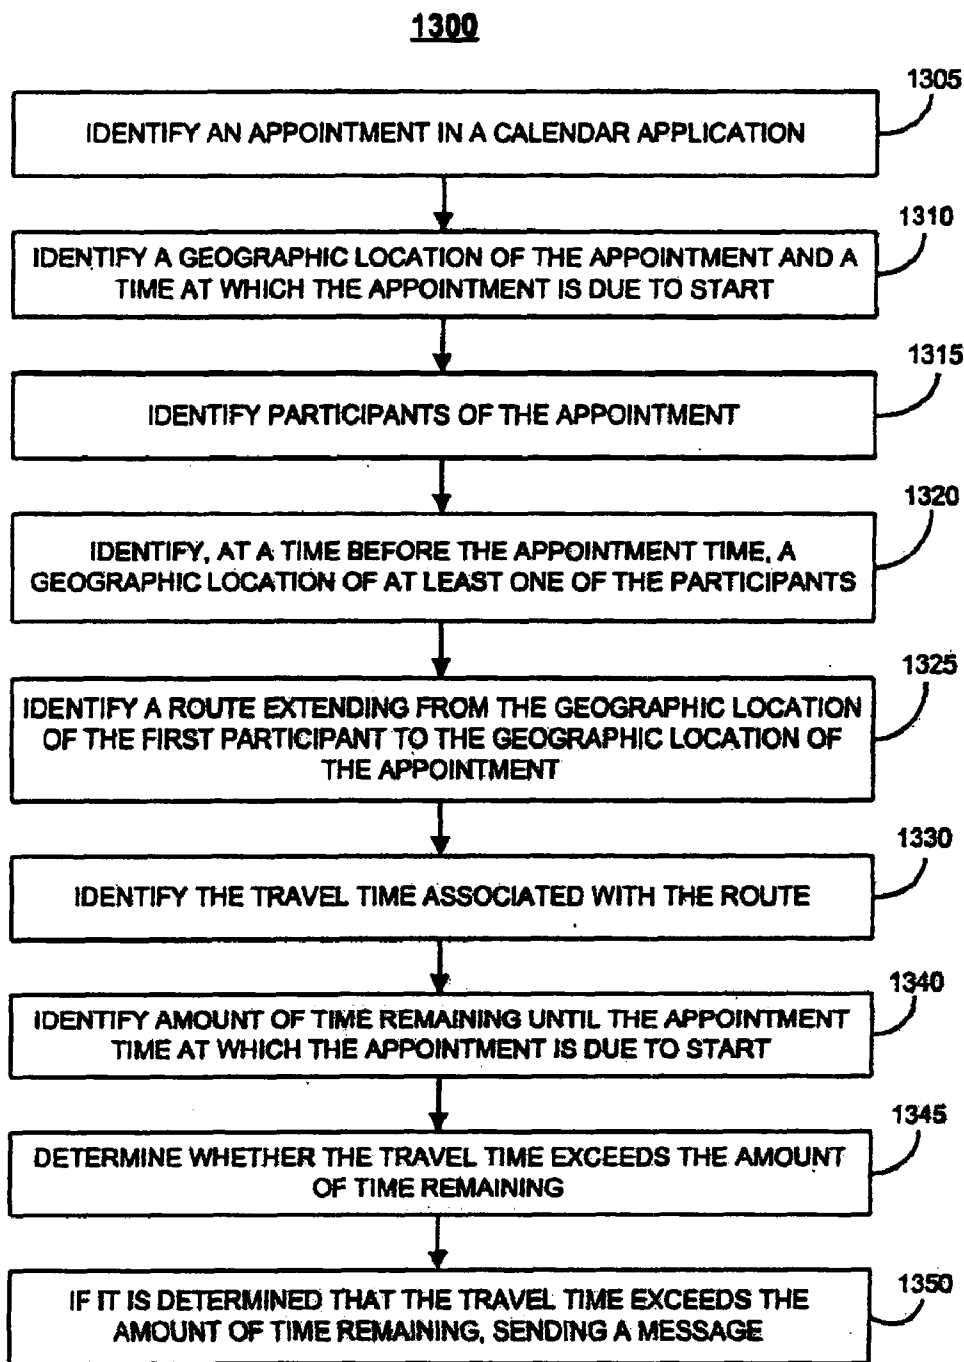 1300
1305
IDENTIFY AN APPOINTMENT IN A CALENDAR APPLICATION
1310
IDENTIFY A GEOGRAPHIC LOCATION OF THE APPOINTMENT AND A
TIME AT WHICH THE APPOINTMENT IS DUE TO START
1315
IDENTIFY PARTICIPANTS OF THE APPOINTMENT
1320
IDENTIFY, AT A TIME BEFORE THE APPOINTMENT TIME, A
GEOGRAPHIC LOCATION OF AT LEAST ONE OF THE PARTICIPANTS
1325
IDENTIFY A ROUTE EXTENDING FROM THE GEOGRAPHIC LOCATION
OF THE FIRST PARTICIPANT TO THE GEOGRAPHIC LOCATION OF
THE APPOINTMENT
1330
IDENTIFY THE TRAVEL TIME ASSOCIATED WITH THE ROUTE
1340
IDENTIFY AMOUNT OF TIME REMAINING UNTIL THE APPOINTMENT
TIME AT WHICH THE APPOINTMENT IS DUE TO START
1345
DETERMINE WHETHER THE TRAVEL TIME EXCEEDS THE AMOUNT
OF TIME REMAINING
1350
IF IT IS DETERMINED THAT THE TRAVEL TIME EXCEEDS THE
AMOUNT OF TIME REMAINING, SENDING A MESSAGE